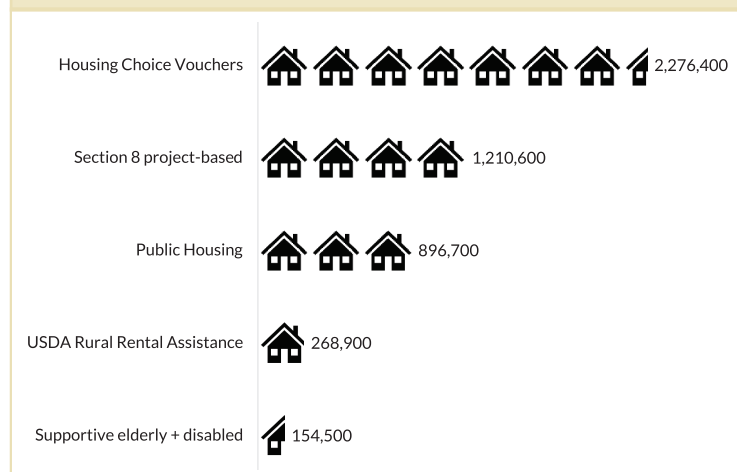 Housing Choice Vouchers 2,276,400
Section 8 project-based 1,210,600
Public Housing 896,700
USDA Rural Rental Assistance 268,900
Supportive elderly + disabled 154,500